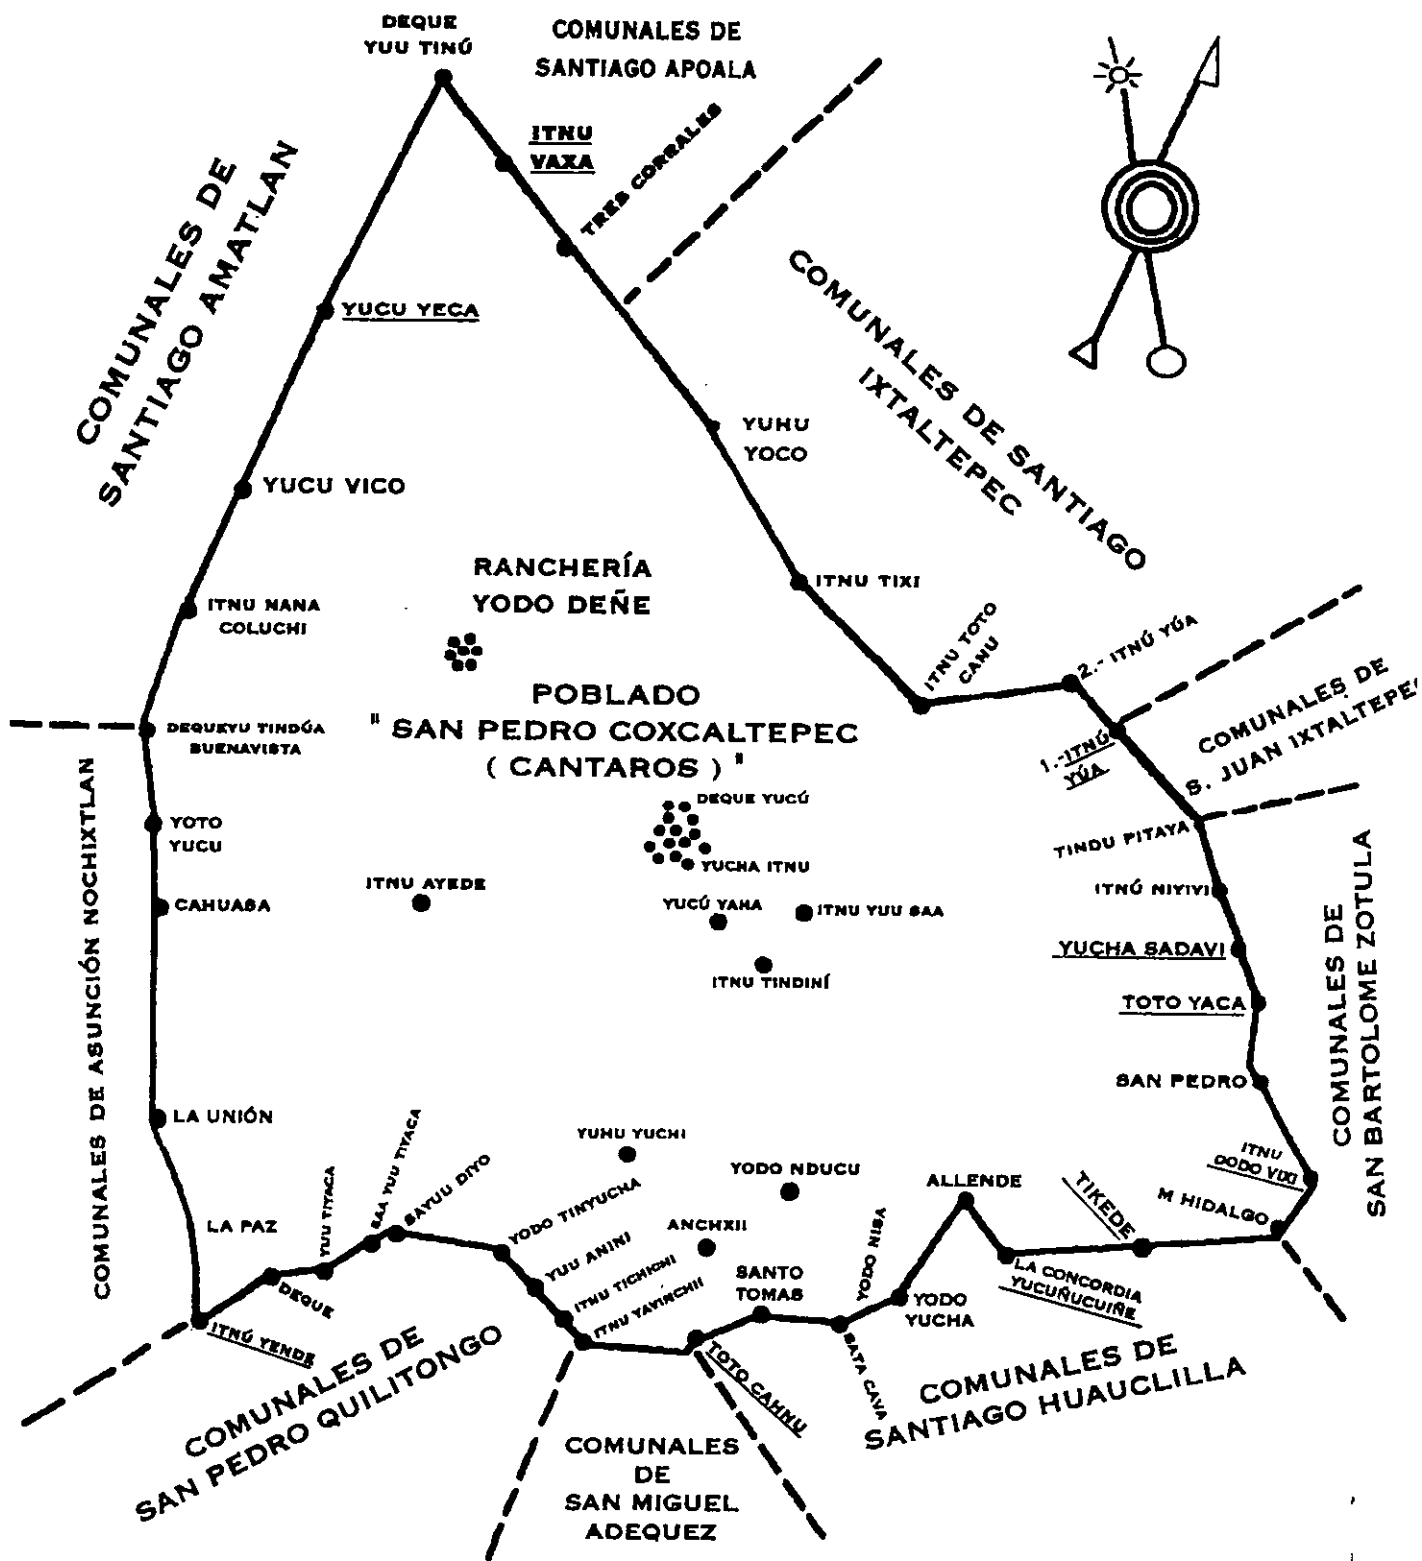 DEQUE
YUU TINÚ
COMUNALES DE
SANTIAGO APOALA
ITNU
VAXA
TRES CORRALES
COMUNALES DE
SANTIAGO AMATLAN
YUCU YECA
COMUNALES DE SANTIAGO
IXTALTEPEC
YUHU
YOCO
YUCU VICO
RANCHERÍA
YODO DEÑE
ITNU TIXI
ITNU NANA
COLUCHI
ITNU TOTO
CANU
2.- ITNÚ YÚA
POBLADO
" SAN PEDRO COXCALTEPEC
( CANTAROS ) "
DEQUEYU TINDÚA
BUENAVISTA
1.-ITNÚ
YÚA
COMUNALES DE
S. JUAN IXTALTEPEC
DEQUE YUCÚ
YOTO
YUCU
TINDU PITAYA
YUCHA ITNU
ITNU AYEDE
ITNÚ NIYIVI
CAHUASA
YUCÚ YAHA
ITNU YUU SAA
YUCHA SADAVI
ITNU TINDINÍ
TOTO YACA
COMUNALES DE ASUNCIÓN NOCHIXTLAN
COMUNALES DE
SAN BARTOLOME ZOTULA
SAN PEDRO
LA UNIÓN
YUHU YUCHI
YODO NDUCU
ITNU
DODO VIXI
ALLENDE
TIKEDE
M HIDALGO
LA PAZ
YUU TIYACA
SAA YUU TIYACA
SAYUU DIYO
YODO TINYUCHA
ANCHXII
YUU ANINI
ITNU TICHICHI
ITNU YAVINCHII
SANTO
TOMAS
YODO NISA
LA CONCORDIA
YUCUÑUCUIÑE
DEQUE
YODO
YUCHA
ITNÚ YENDE
TOTO CAHNU
SATA CAVA
COMUNALES DE
SAN PEDRO QUILITONGO
COMUNALES DE
SANTIAGO HUAUCLILLA
COMUNALES
DE
SAN MIGUEL
ADEQUEZ